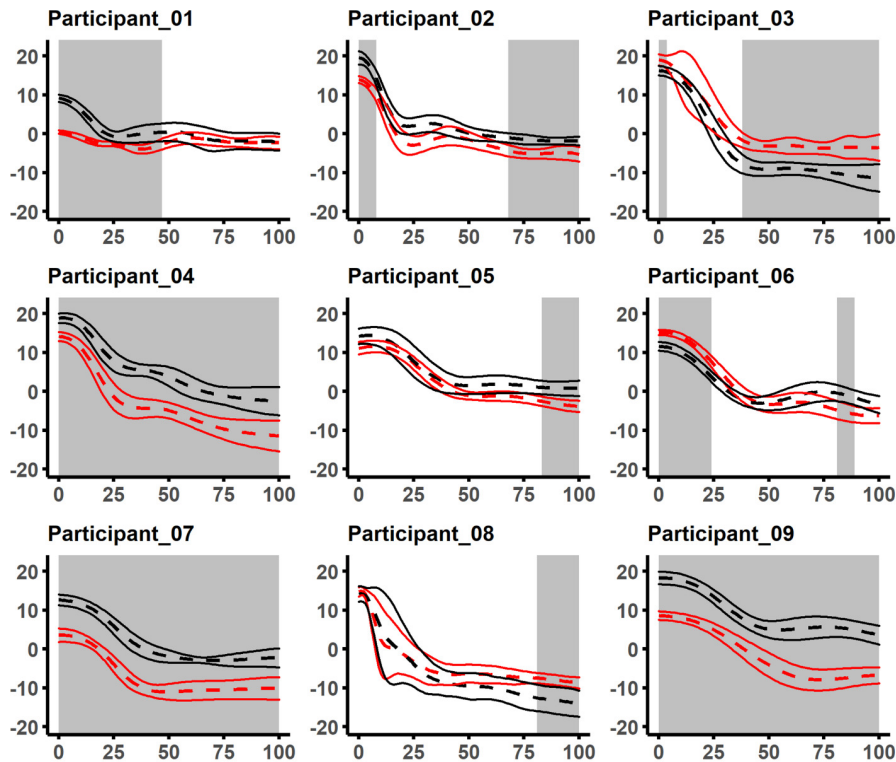 Participant_01 Participant_02 Participant_03
20 20 20
10 10 10
0 0 0
-10 -10 -10
-20 -20 -20
0 25 50 75 100 0 25 50 75 100 0 25 50 75 100
Participant_04 Participant_05 Participant_06
20 20 20
10 10 10
0 0 0
-10 -10 -10
-20 -20 -20
0 25 50 75 100 0 25 50 75 100 0 25 50 75 100
Participant_07 Participant_08 Participant_09
20 20 20
10 10 10
0 0 0
-10 -10 -10
-20 -20 -20
0 25 50 75 100 0 25 50 75 100 0 25 50 75 100